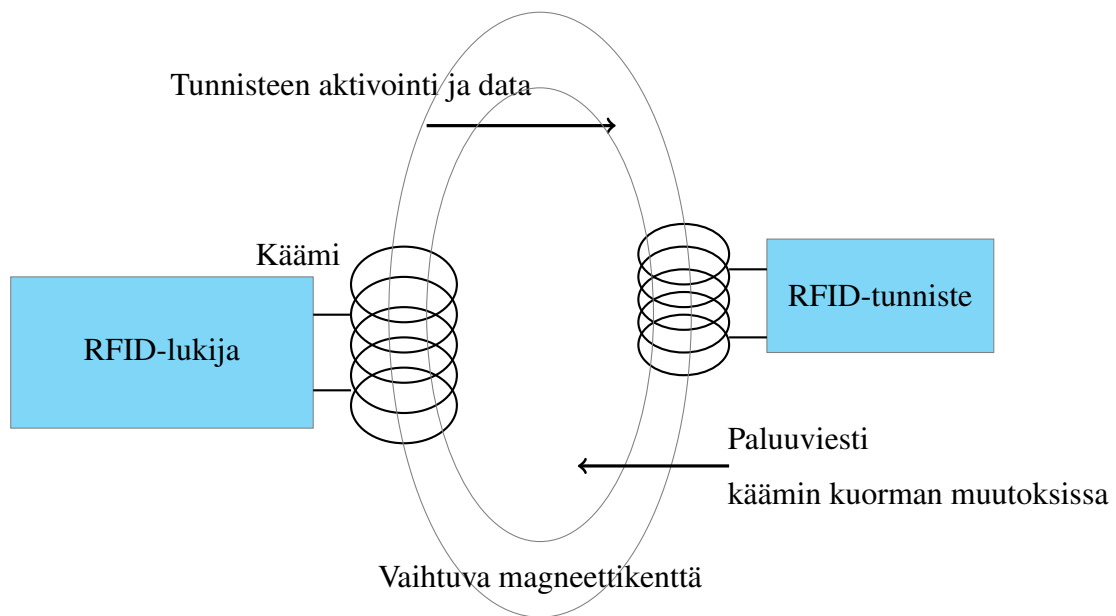 Tunnisteen aktivointi ja data
Käämi
RFID-lukija
RFID-tunniste
Paluuviesti
käämin kuorman muutoksissa
Vaihtuva magneettikenttä